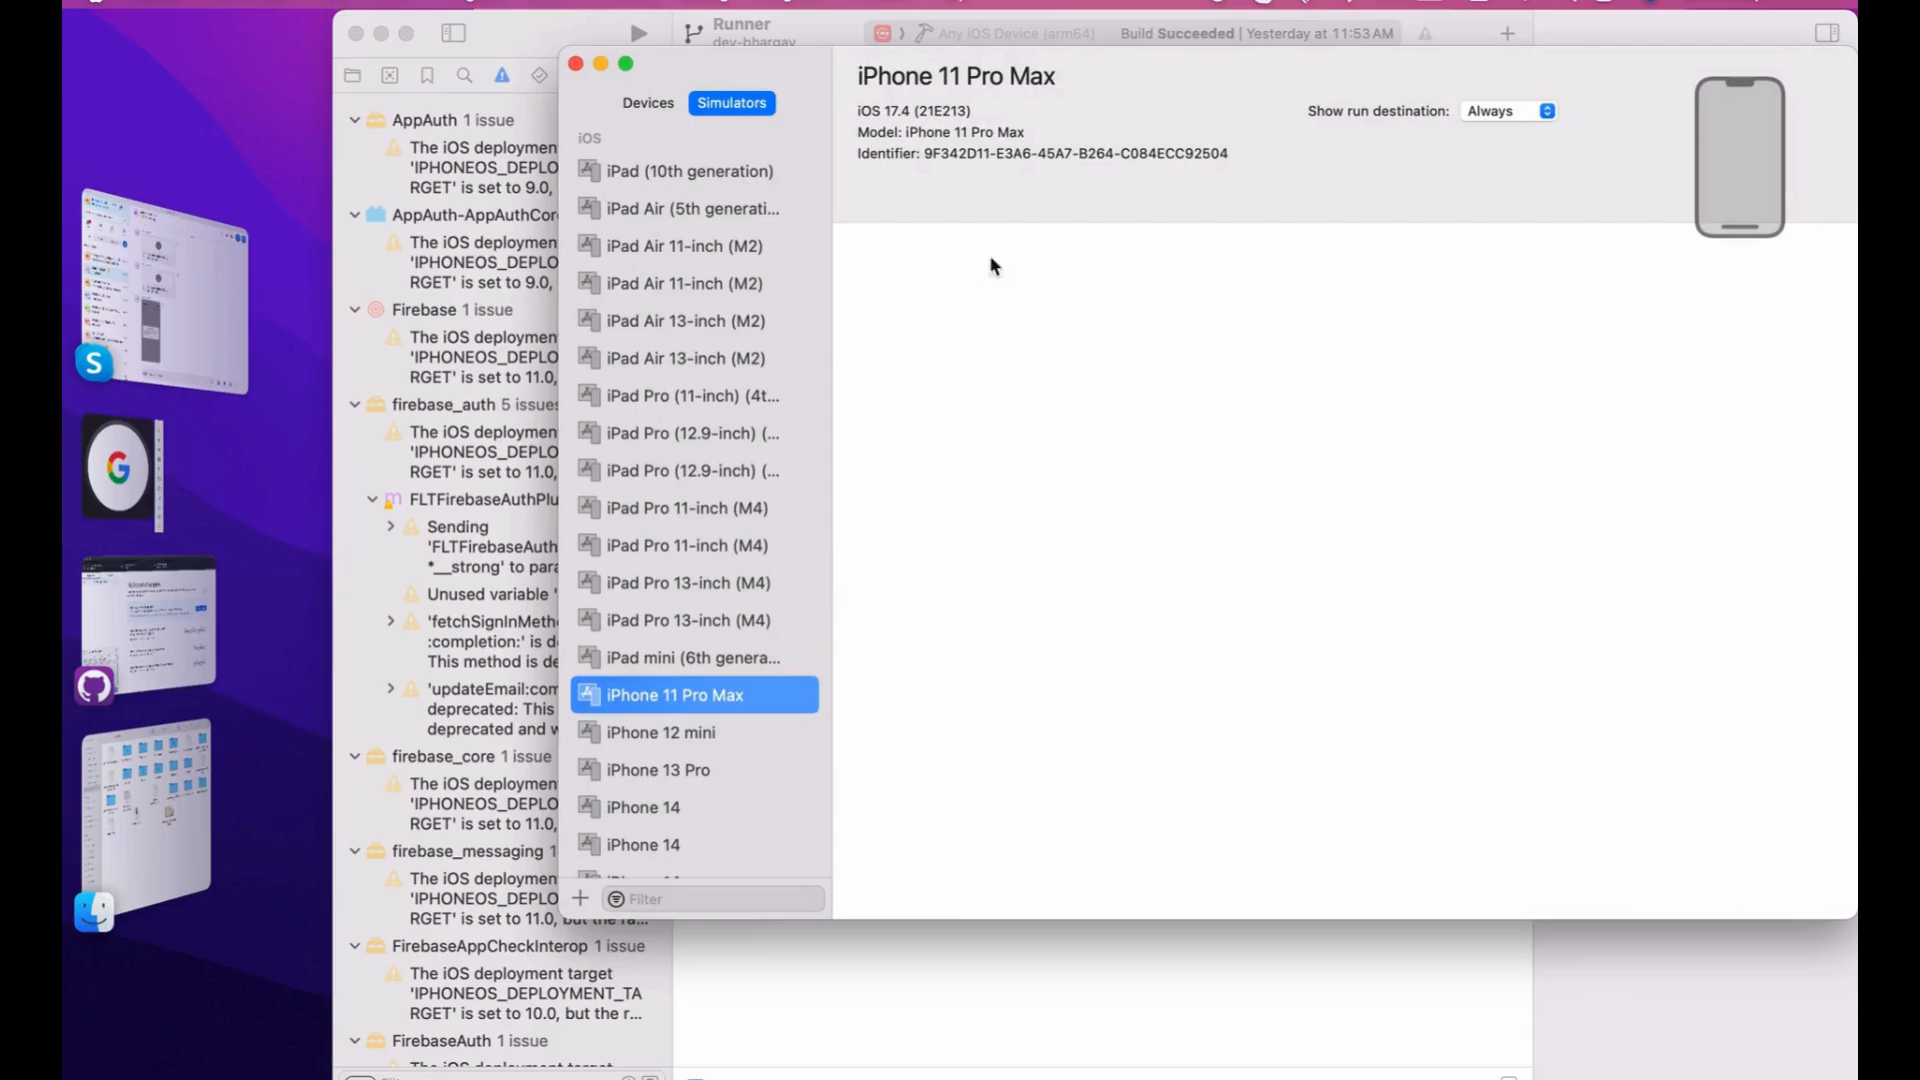 Runner
dev-bhargav
Any iOS Device (arm64)
Build Succeeded | Yesterday at 11:53 AM
AppAuth 1 issue
The iOS deploymen
'IPHONEOS_DEPLO
RGET' is set to 9.0,
AppAuth-AppAuthCor
The iOS deploymen
'IPHONEOS_DEPLO
RGET' is set to 9.0,
Firebase 1 issue
The iOS deploymen
'IPHONEOS_DEPLO
RGET' is set to 11.0,
firebase_auth 5 issues
The iOS deploymen
'IPHONEOS_DEPLO
RGET' is set to 11.0,
FLTFirebaseAuthPlu
Sending
'FLTFirebaseAuth
*__strong' to para
Unused variable '
'fetchSignInMeth
:completion:' is d
This method is de
'updateEmail:com
deprecated: This
deprecated and w
firebase_core 1 issue
The iOS deploymen
'IPHONEOS_DEPLO
RGET' is set to 11.0,
firebase_messaging 1
The iOS deploymen
'IPHONEOS_DEPLO
RGET' is set to 11.0, but the ra...
FirebaseAppCheckInterop 1 issue
The iOS deployment target
'IPHONEOS_DEPLOYMENT_TA
RGET' is set to 10.0, but the r...
FirebaseAuth 1 issue
The iOS deployment target
Devices
Simulators
iOS
iPad (10th generation)
iPad Air (5th generati...
iPad Air 11-inch (M2)
iPad Air 11-inch (M2)
iPad Air 13-inch (M2)
iPad Air 13-inch (M2)
iPad Pro (11-inch) (4t...
iPad Pro (12.9-inch) (...
iPad Pro (12.9-inch) (...
iPad Pro 11-inch (M4)
iPad Pro 11-inch (M4)
iPad Pro 13-inch (M4)
iPad Pro 13-inch (M4)
iPad mini (6th genera...
iPhone 11 Pro Max
iPhone 12 mini
iPhone 13 Pro
iPhone 14
iPhone 14
Filter
iPhone 11 Pro Max
iOS 17.4 (21E213)
Model: iPhone 11 Pro Max
Identifier: 9F342D11-E3A6-45A7-B264-C084ECC92504
Show run destination:
Always